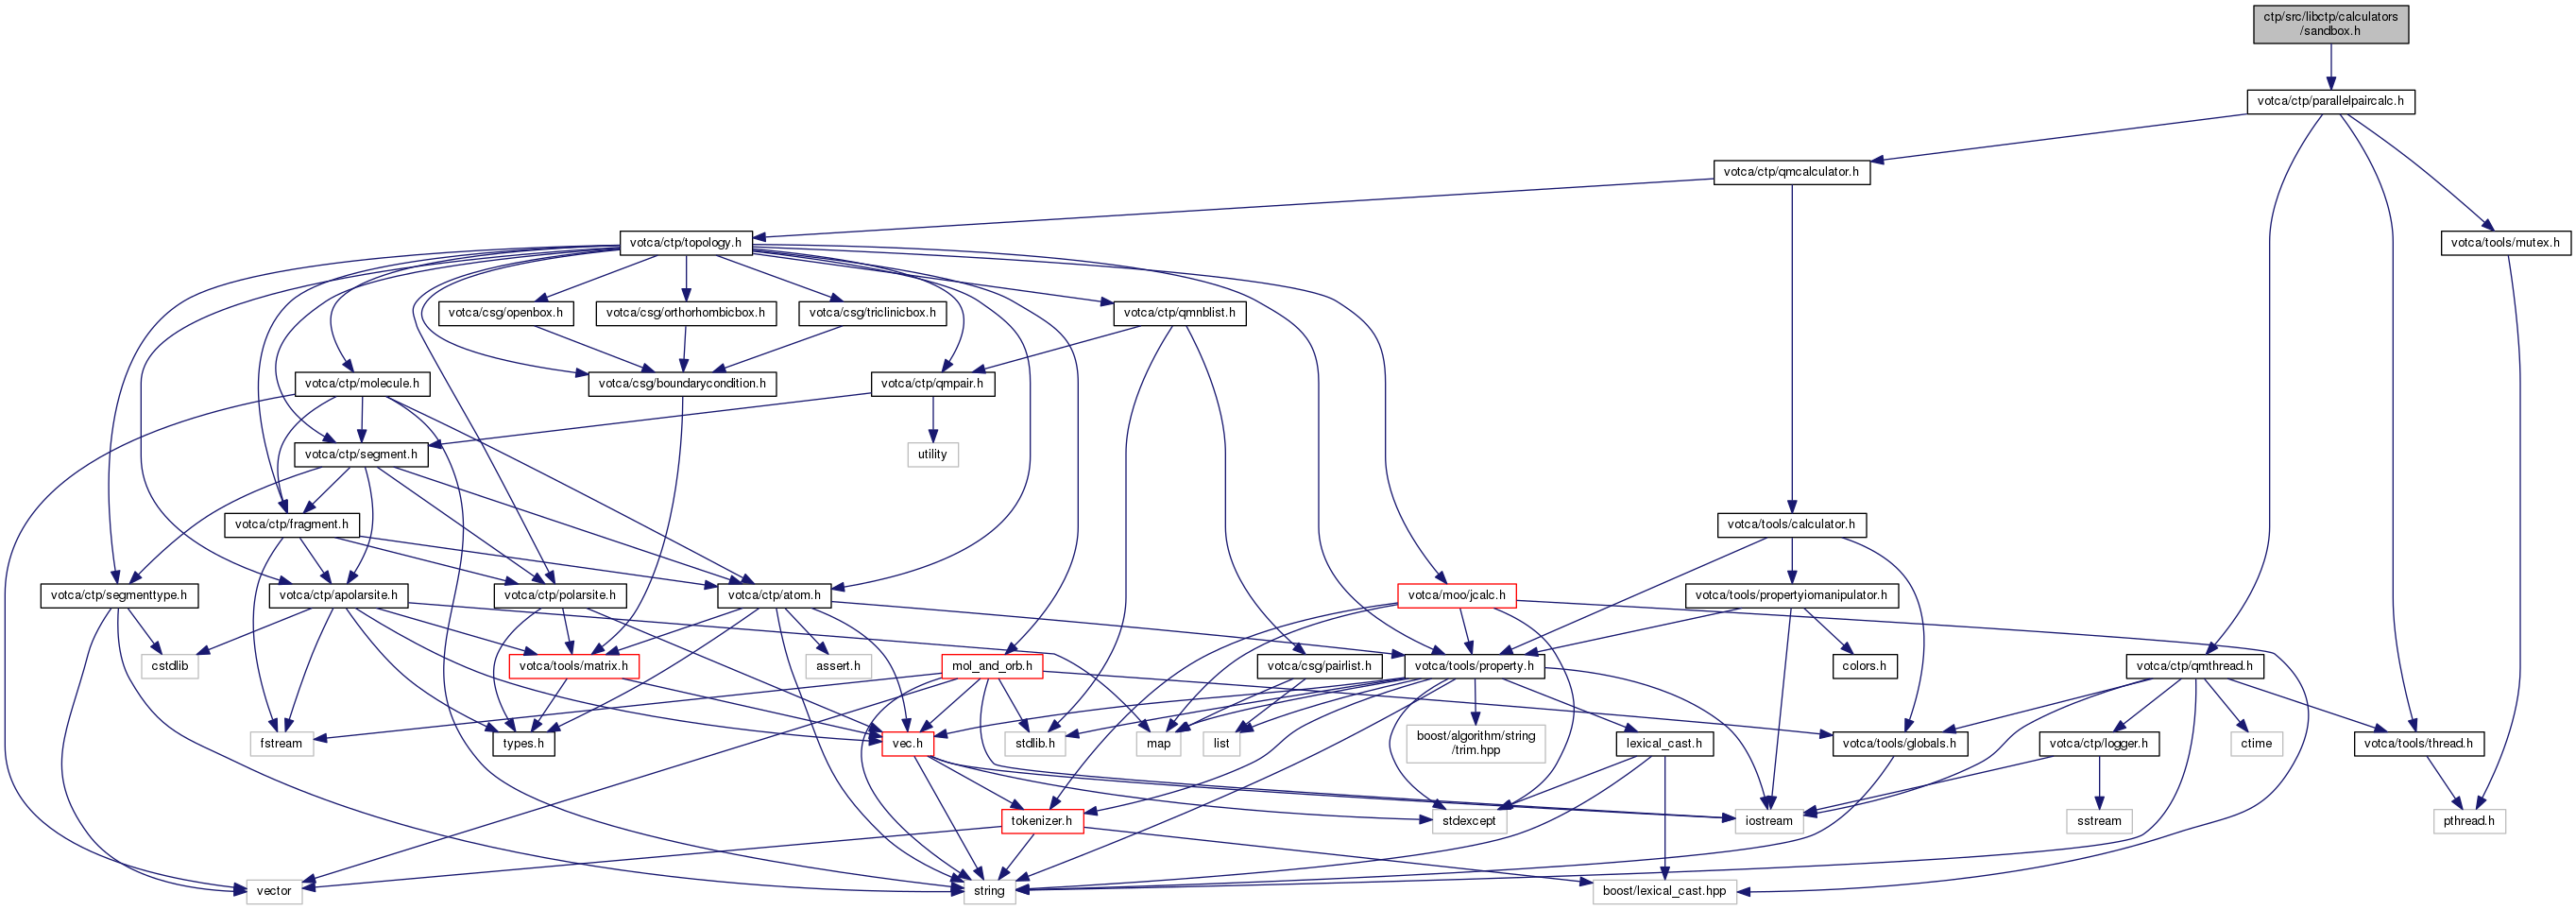 ctp/src/libctp/calculators
/sandbox.h
votca/ctp/parallelpaircalc.h
votca/ctp/qmcalculator.h
votca/ctp/topology.h
votca/tools/mutex.h
votca/csg/openbox.h
votca/csg/orthorhombicbox.h
votca/csg/triclinicbox.h
votca/ctp/qmnblist.h
votca/ctp/molecule.h
votca/csg/boundarycondition.h
votca/ctp/qmpair.h
votca/ctp/segment.h
utility
votca/ctp/fragment.h
votca/tools/calculator.h
votca/ctp/segmenttype.h
votca/ctp/apolarsite.h
votca/ctp/polarsite.h
votca/ctp/atom.h
votca/moo/jcalc.h
votca/tools/propertyiomanipulator.h
cstdlib
votca/tools/matrix.h
assert.h
mol_and_orb.h
votca/csg/pairlist.h
votca/tools/property.h
colors.h
votca/ctp/qmthread.h
fstream
types.h
vec.h
stdlib.h
map
list
boost/algorithm/string
/trim.hpp
lexical_cast.h
votca/tools/globals.h
votca/ctp/logger.h
ctime
votca/tools/thread.h
tokenizer.h
stdexcept
iostream
sstream
pthread.h
vector
string
boost/lexical_cast.hpp